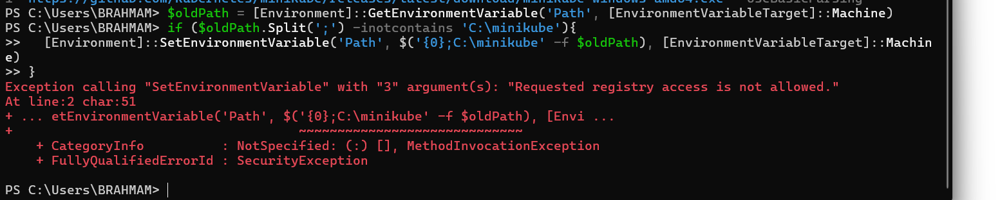 PS C:\Users\BRAHMAM> $oldPath = [Environment]::GetEnvironmentVariable('Path', [EnvironmentVariableTarget]::Machine)
PS C:\Users\BRAHMAM> if ($oldPath.Split(';') -inotcontains 'C:\minikube'){
>>   [Environment]::SetEnvironmentVariable('Path', $('{0};C:\minikube' -f $oldPath), [EnvironmentVariableTarget]::Machin
e)
>> }
Exception calling "SetEnvironmentVariable" with "3" argument(s): "Requested registry access is not allowed."
At line:2 char:51
+ ... etEnvironmentVariable('Path', $('{0};C:\minikube' -f $oldPath), [Envi ...
+                                      ~~~~~~~~~~~~~~~~~~~~~~~~~~~~~
    + CategoryInfo          : NotSpecified: (:) [], MethodInvocationException
    + FullyQualifiedErrorId : SecurityException
PS C:\Users\BRAHMAM>